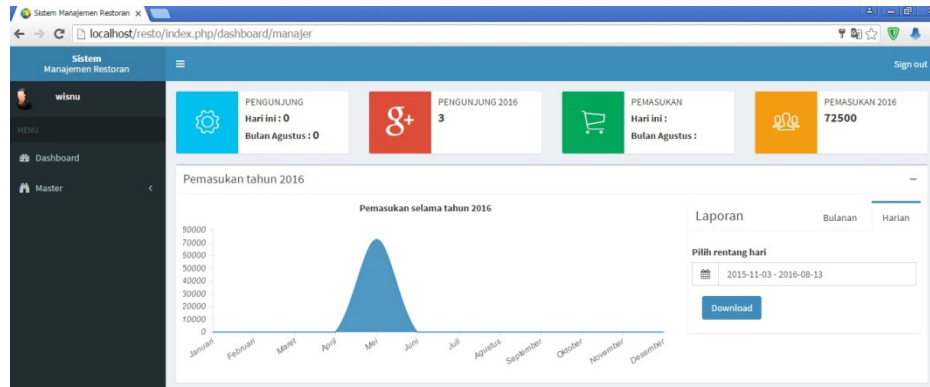 Sistem Manajemen Restoran
localhost/resto/index.php/dashboard/manajer
Sistem
Manajemen Restoran
Sign out
wisnu
MENU
Dashboard
Master
PENGUNJUNG
Hari ini : 0
Bulan Agustus : 0
g+
PENGUNJUNG 2016
3
PEMASUKAN
Hari ini :
Bulan Agustus :
PEMASUKAN 2016
72500
Pemasukan tahun 2016
Pemasukan selama tahun 2016
80000
70000
60000
50000
40000
30000
20000
10000
0
Januari
Februari
Maret
April
Mei
Juni
Juli
Agustus
September
Oktober
November
Desember
Laporan
Bulanan
Harian
Pilih rentang hari
2015-11-03 - 2016-08-13
Download